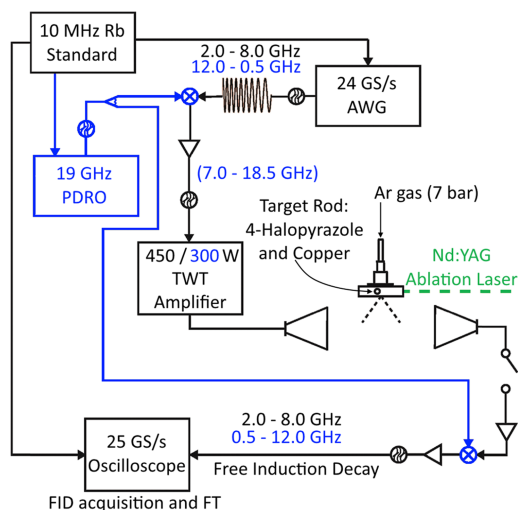 10 MHz Rb
Standard
2.0 - 8.0 GHz
12.0 - 0.5 GHz
24 GS/s
AWG
19 GHz
PDRO
(7.0 - 18.5 GHz)
Target Rod:
4-Halopyrazole
and Copper
Ar gas (7 bar)
Nd:YAG
Ablation Laser
450 / 300 W
TWT
Amplifier
25 GS/s
Oscilloscope
2.0 - 8.0 GHz
0.5 - 12.0 GHz
Free Induction Decay
FID acquisition and FT